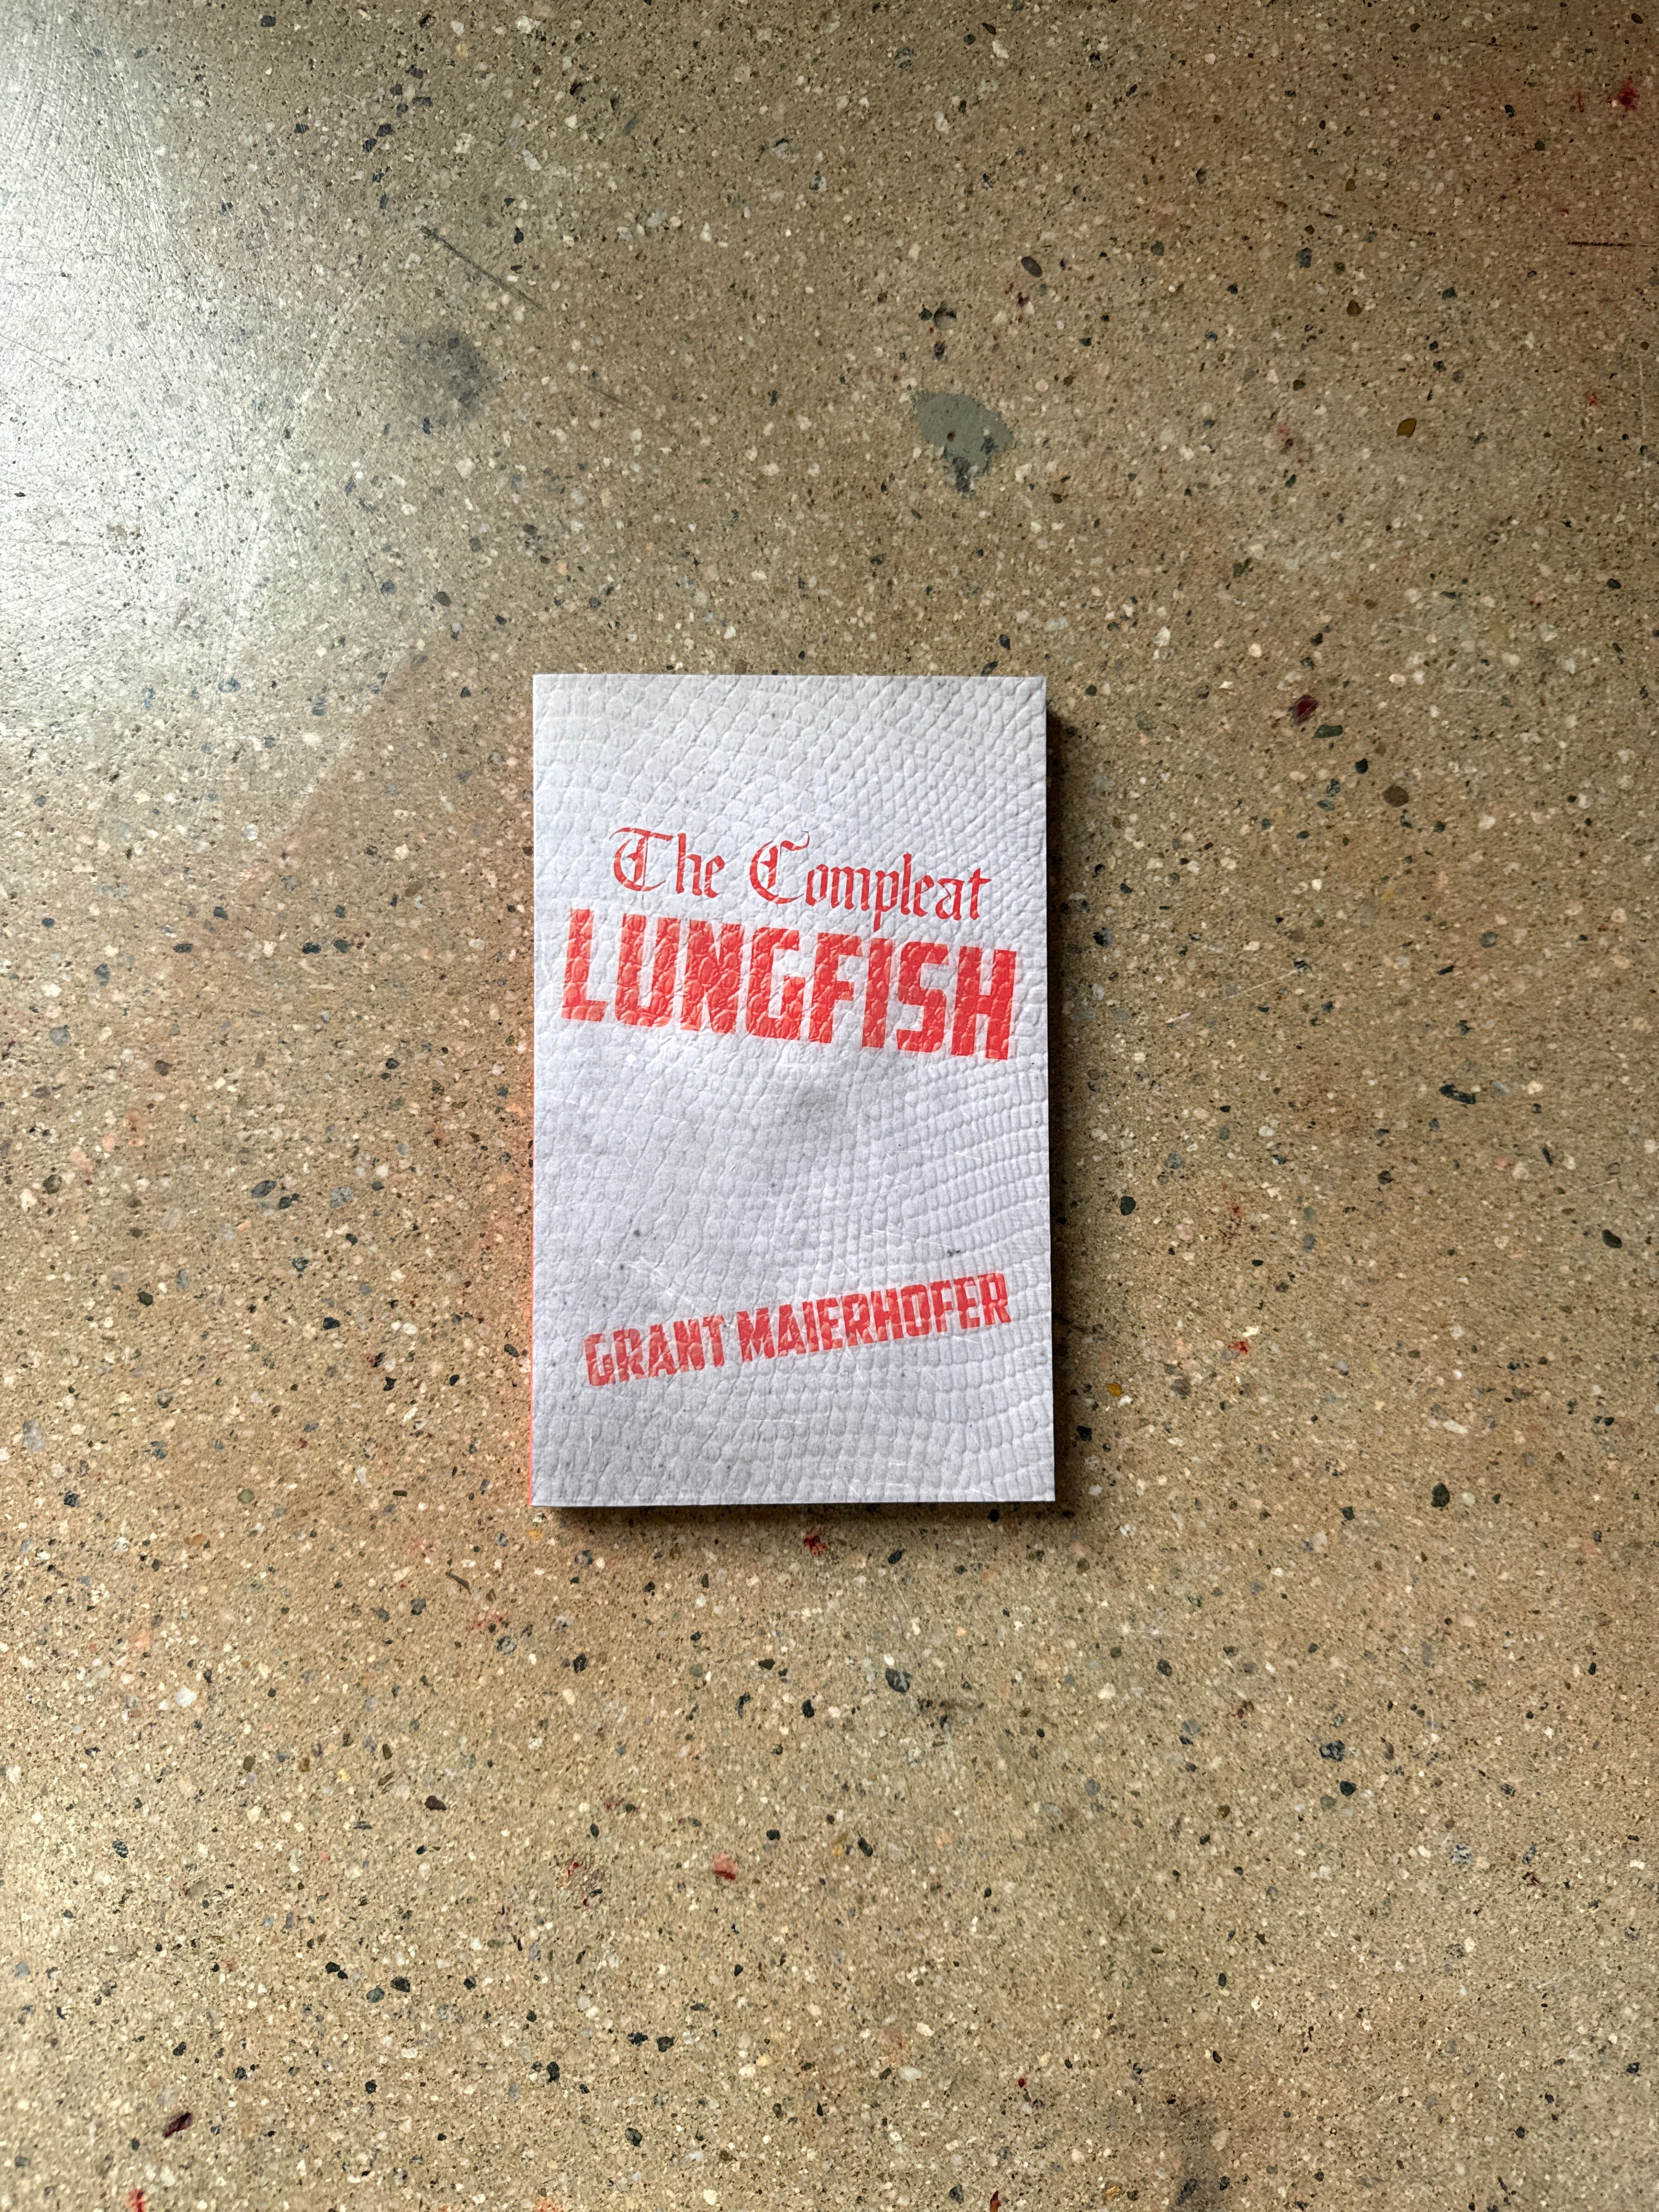 The Compleat
LUNGFISH
GRANT MAIERHOFER